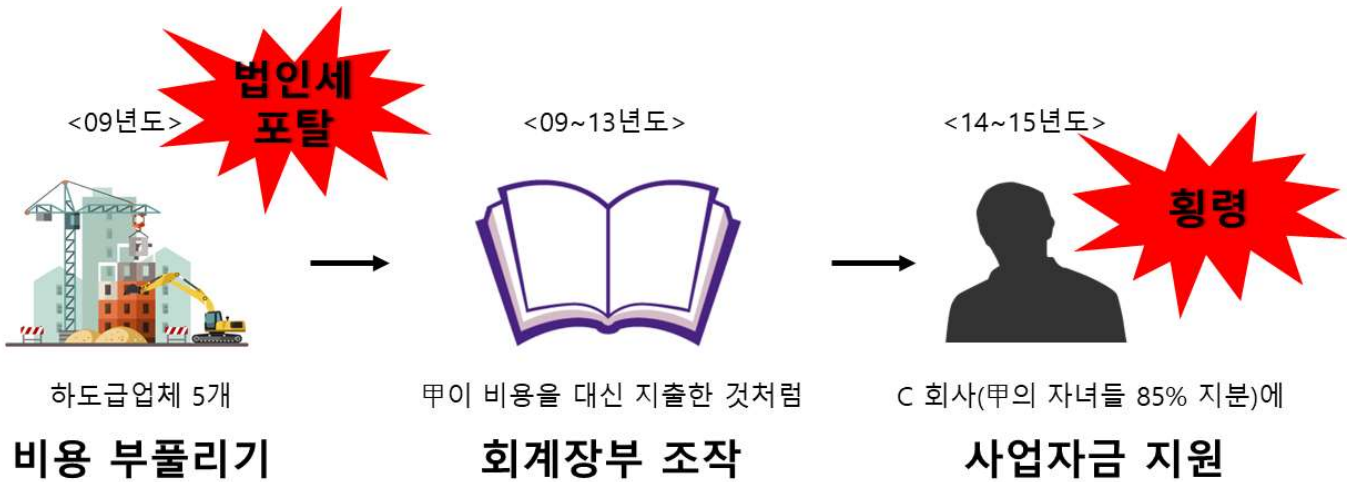 <09년도>
법인세
포탈
하도급업체 5개
비용 부풀리기
<09~13년도>
甲이 비용을 대신 지출한 것처럼
회계장부 조작
<14~15년도>
횡령
C 회사(甲의 자녀들 85% 지분)에
사업자금 지원